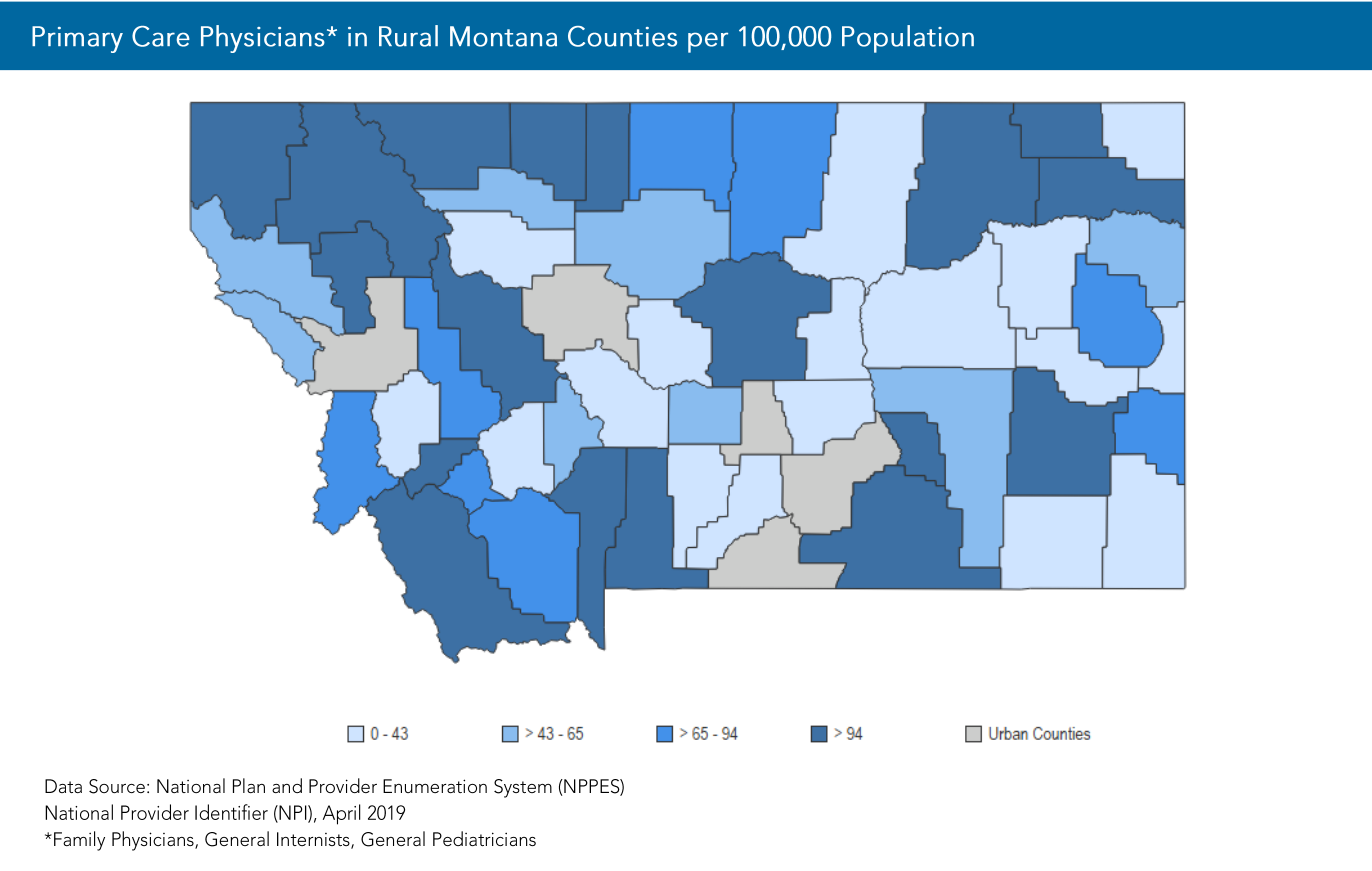 Primary Care Physicians* in Rural Montana Counties per 100,000 Population
0 - 43
> 43 - 65
> 65 - 94
> 94
Urban Counties
Data Source: National Plan and Provider Enumeration System (NPPES)
National Provider Identifier (NPI), April 2019
*Family Physicians, General Internists, General Pediatricians